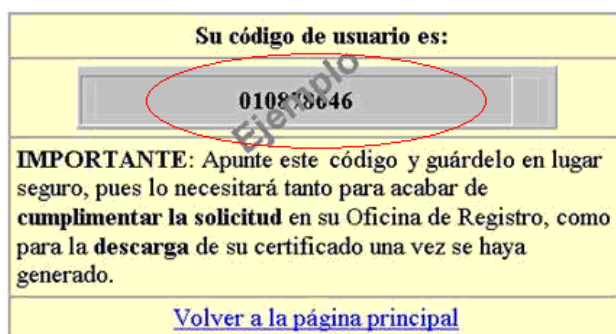 Su código de usuario es:
010878646
Ejemplo
IMPORTANTE: Apunte este código y guárdelo en lugar
seguro, pues lo necesitará tanto para acabar de
cumplimentar la solicitud en su Oficina de Registro, como
para la descarga de su certificado una vez se haya
generado.
Volver a la página principal